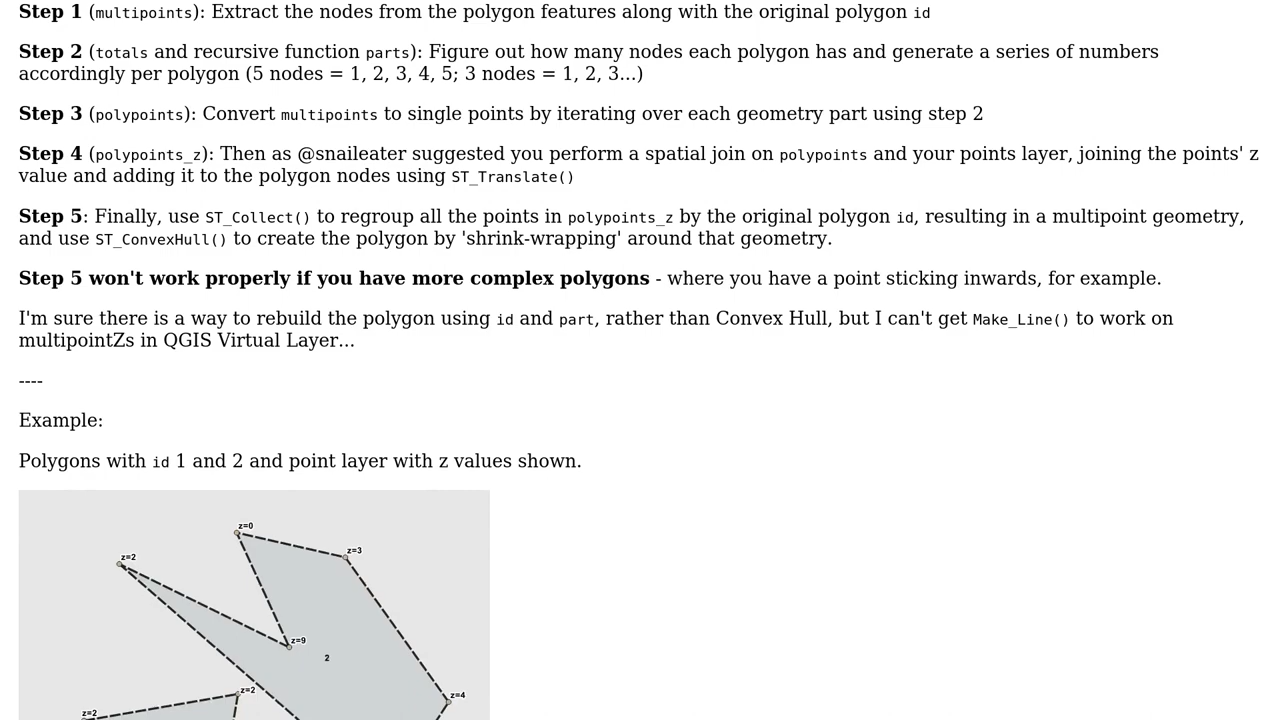 Step 1 (multipoints): Extract the nodes from the polygon features along with the original polygon id
Step 2 (totals and recursive function parts): Figure out how many nodes each polygon has and generate a series of numbers
accordingly per polygon (5 nodes = 1, 2, 3, 4, 5; 3 nodes = 1, 2, 3...)
Step 3 (polypoints): Convert multipoints to single points by iterating over each geometry part using step 2
Step 4 (polypoints_z): Then as @snaileater suggested you perform a spatial join on polypoints and your points layer, joining the points' z
value and adding it to the polygon nodes using ST_Translate()
Step 5: Finally, use ST_Collect() to regroup all the points in polypoints_z by the original polygon id, resulting in a multipoint geometry,
and use ST_ConvexHull() to create the polygon by 'shrink-wrapping' around that geometry.
Step 5 won't work properly if you have more complex polygons - where you have a point sticking inwards, for example.
I'm sure there is a way to rebuild the polygon using id and part, rather than Convex Hull, but I can't get Make_Line() to work on
multipointZs in QGIS Virtual Layer...
----
Example:
Polygons with id 1 and 2 and point layer with z values shown.
z=0
z=3
z=2
z=9
2
z=2
z=4
z=2